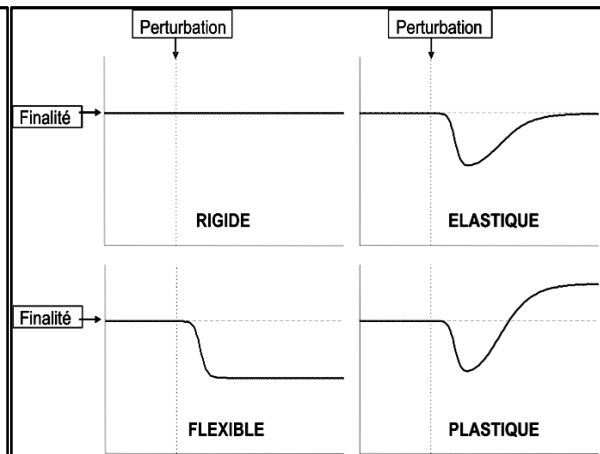 Perturbation
Perturbation
Finalité
RIGIDE
ELASTIQUE
Finalité
FLEXIBLE
PLASTIQUE